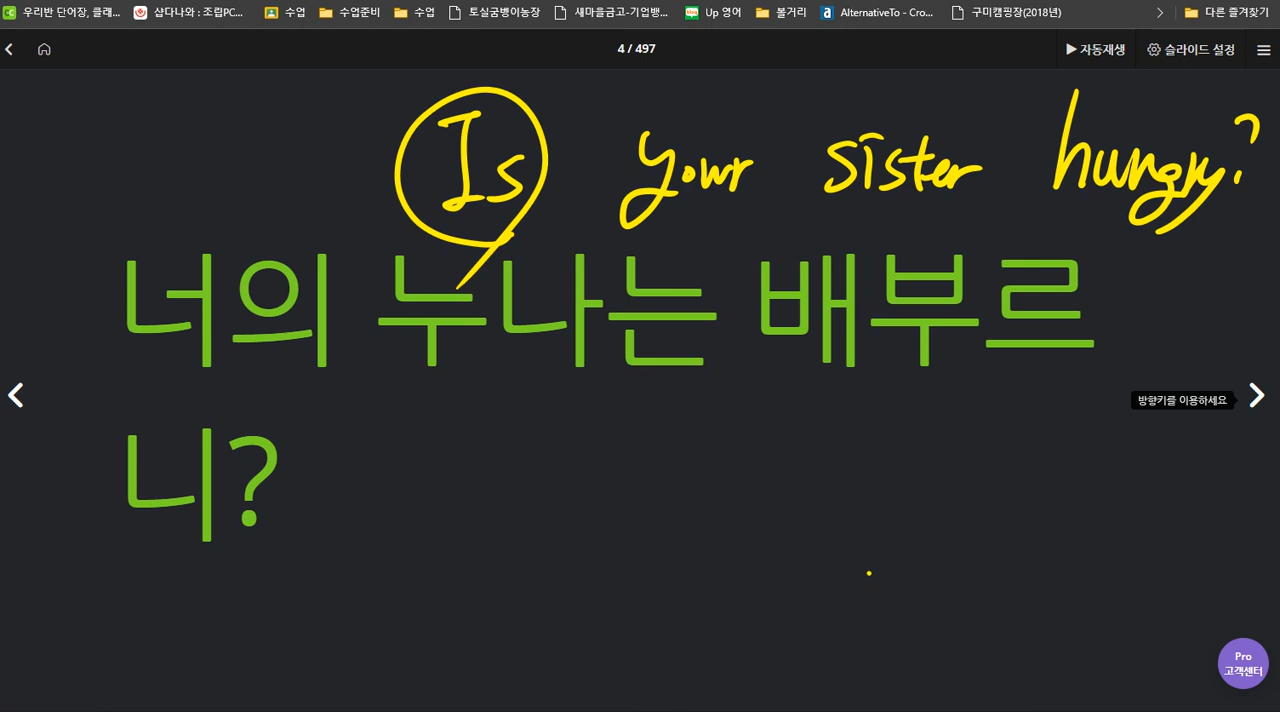 우리반 단어장, 클래... 샵다나와 : 조립PC... 수업 수업준비 수업 토실굼벵이농장 새마을금고-기업뱅... Up 영어 볼거리 AlternativeTo - Cro... 구미캠핑장(2018년) 다른 즐겨찾기
4 / 497 자동재생 슬라이드 설정
Is your sister hungry?
너의 누나는 배부르
방향키를 이용하세요
니?
Pro
고객센터